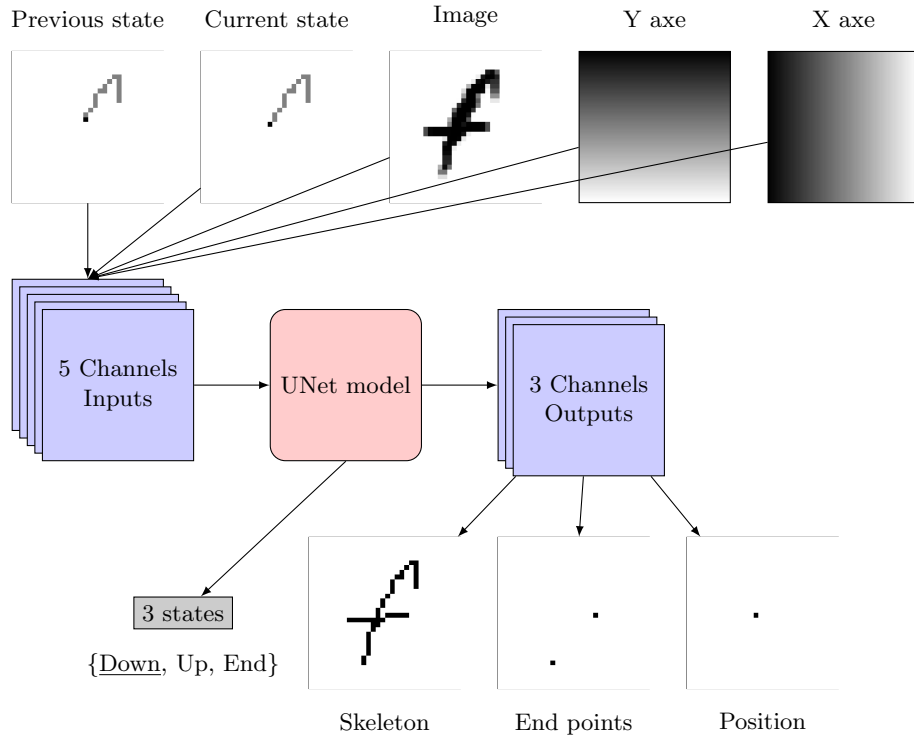 Previous state
Current state
Image
Y axe
X axe
5 Channels
Inputs
UNet model
3 Channels
Outputs
3 states
{Down, Up, End}
Skeleton
End points
Position